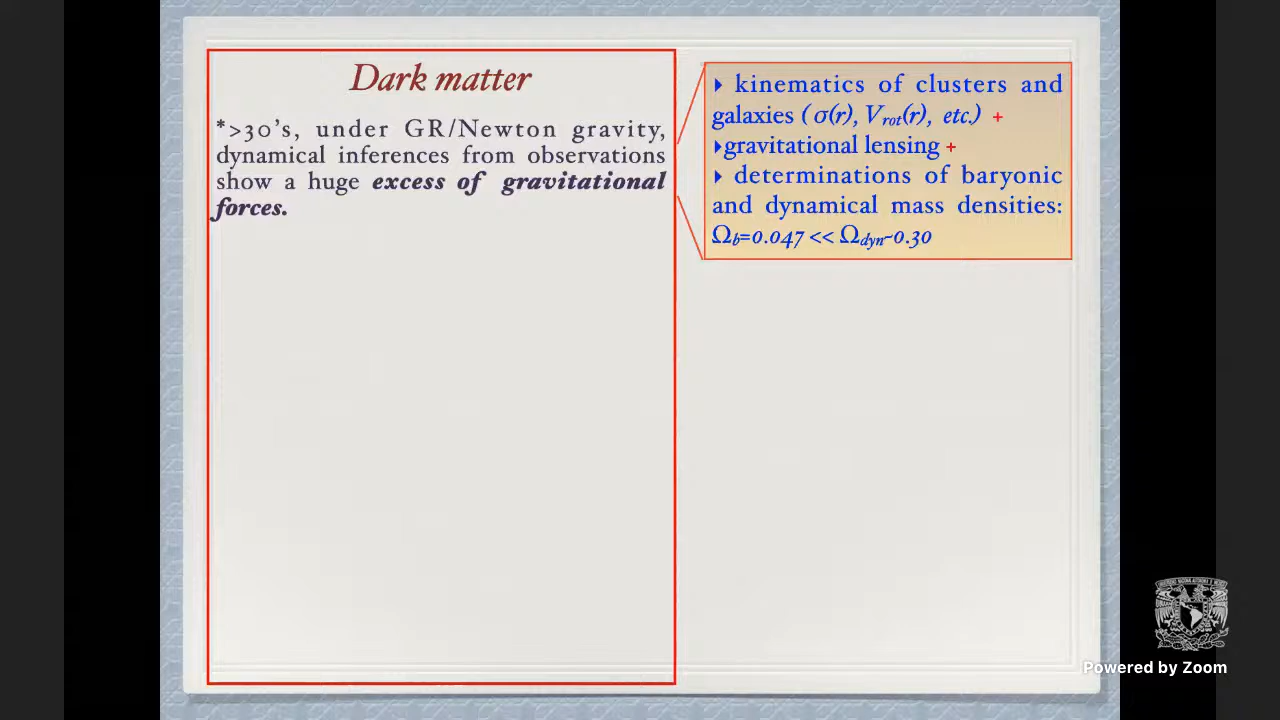 Dark matter
*>30's, under GR/Newton gravity,
dynamical inferences from observations
show a huge excess of gravitational
forces.
‣ kinematics of clusters and
galaxies ( σ(r), Vrot(r), etc.) +
‣gravitational lensing +
‣ determinations of baryonic
and dynamical mass densities:
Ωb=0.047 << Ωdyn~0.30
Powered by Zoom